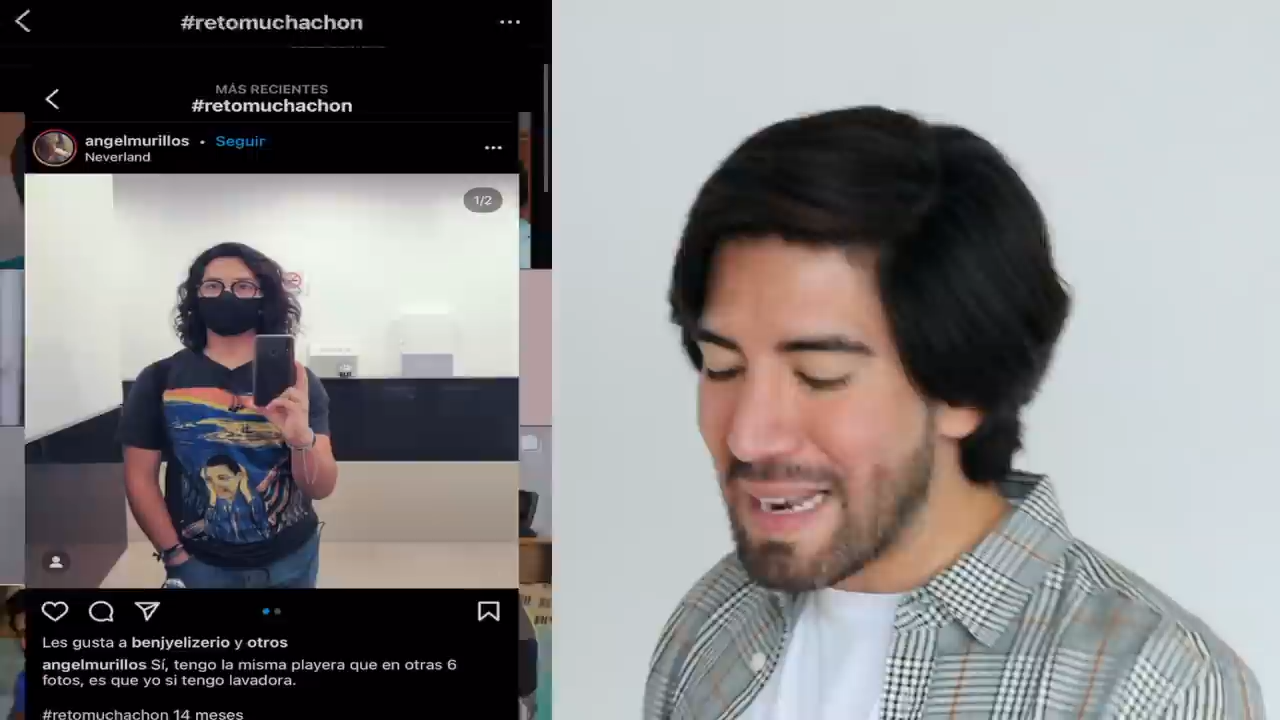 #retomuchachon
MÁS RECIENTES
#retomuchachon
angelmurillos • Seguir
Neverland
1/2
Les gusta a benjyelizerio y otros
angelmurillos Sí, tengo la misma playera que en otras 6
fotos, es que yo si tengo lavadora.
#retomuchachon 14 meses